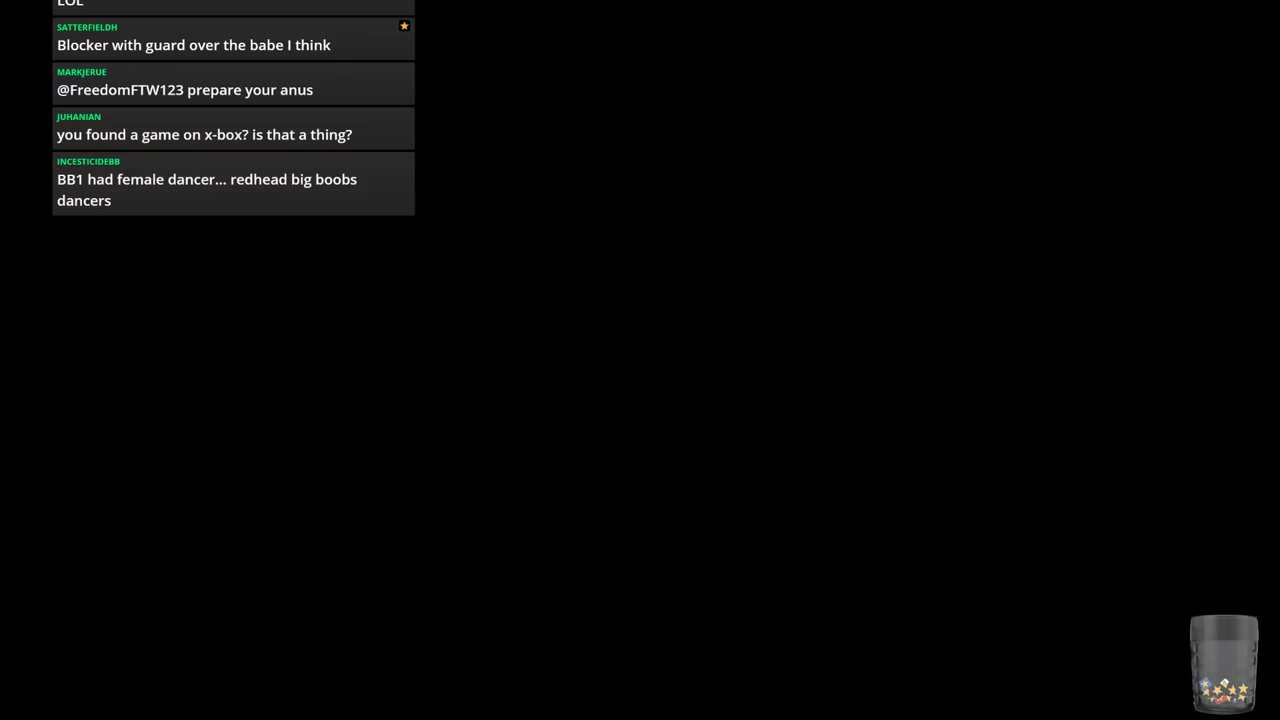 LOL
SATTERFIELDH
Blocker with guard over the babe I think
MARKJERUE
@FreedomFTW123 prepare your anus
JUHANIAN
you found a game on x-box? is that a thing?
INCESTICIDEBB
BB1 had female dancer... redhead big boobs
dancers